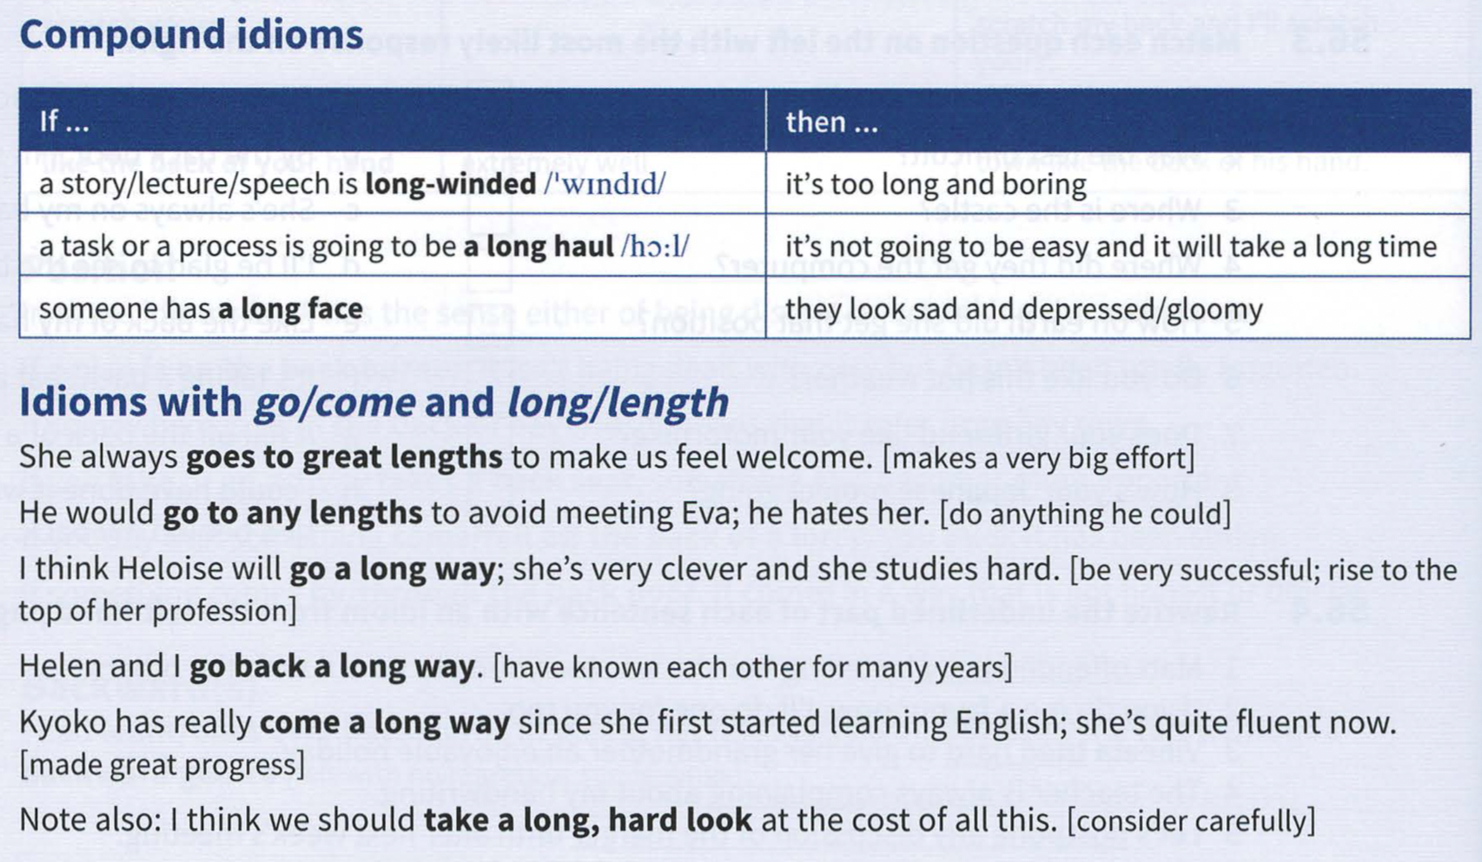 Compound idioms
If ... then ...
a story/lecture/speech is long-winded /ˈwɪndɪd/ it's too long and boring
a task or a process is going to be a long haul /hɔːl/ it's not going to be easy and it will take a long time
someone has a long face they look sad and depressed/gloomy
Idioms with go/come and long/length
She always goes to great lengths to make us feel welcome. [makes a very big effort]
He would go to any lengths to avoid meeting Eva; he hates her. [do anything he could]
I think Heloise will go a long way; she's very clever and she studies hard. [be very successful; rise to the
top of her profession]
Helen and I go back a long way. [have known each other for many years]
Kyoko has really come a long way since she first started learning English; she's quite fluent now.
[made great progress]
Note also: I think we should take a long, hard look at the cost of all this. [consider carefully]